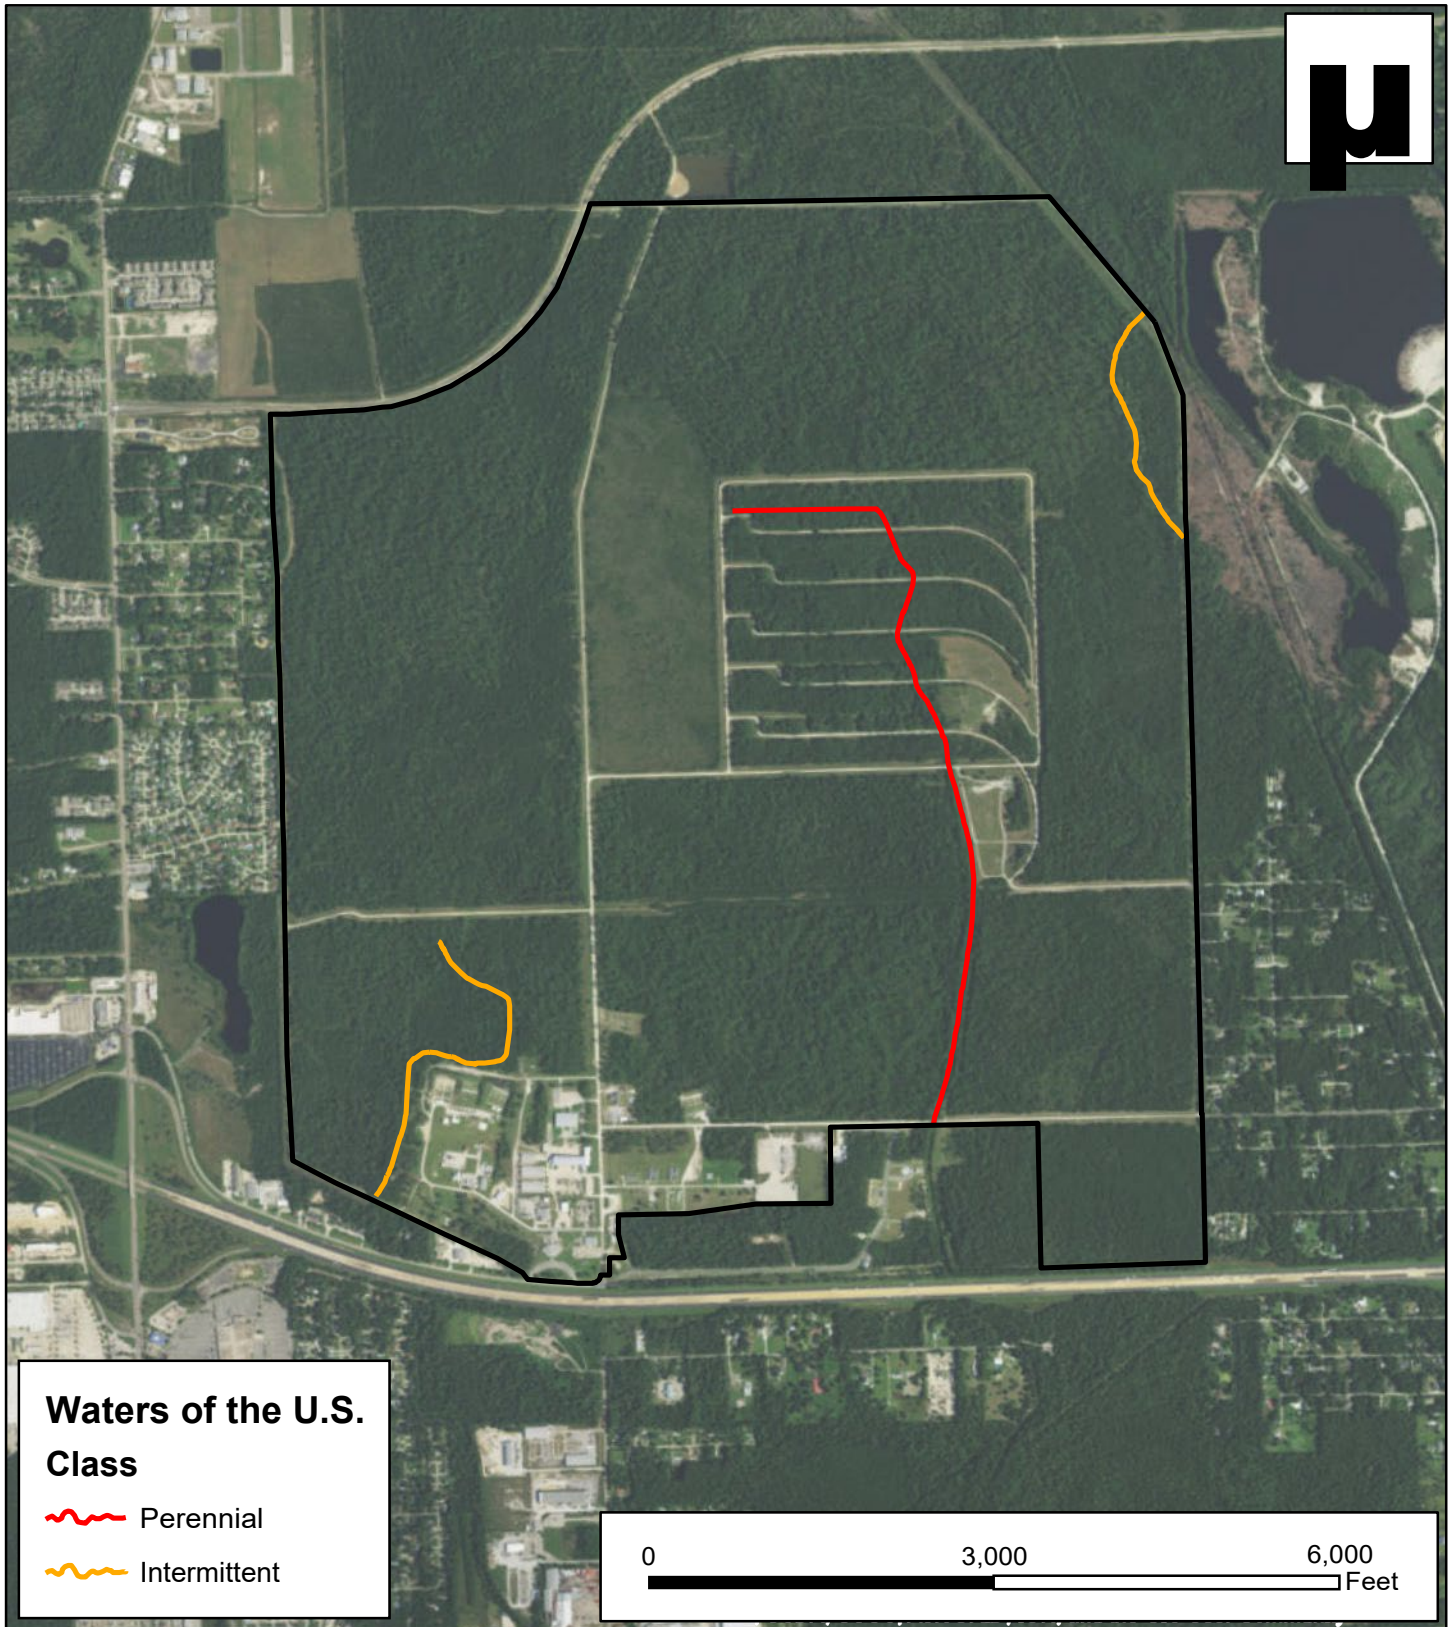 µ
Waters of the U.S.
Class
Perennial
Intermittent
0 3,000 6,000
Feet